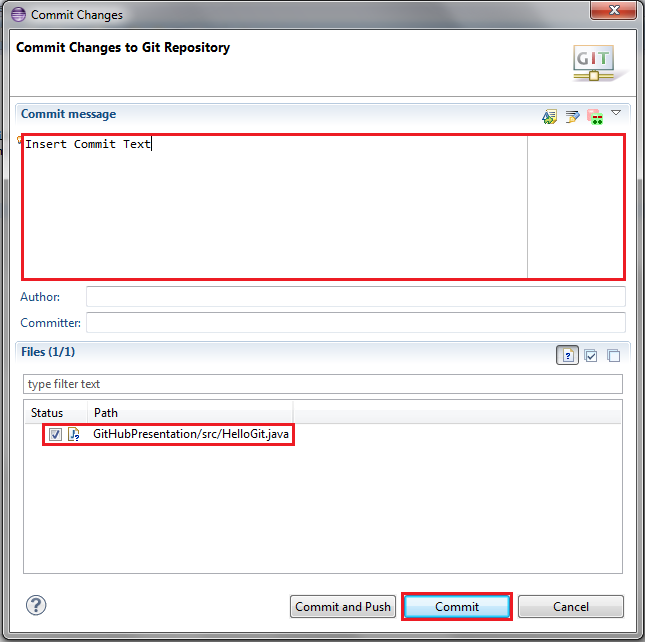 Commit Changes
Commit Changes to Git Repository
GIT
Commit message
Insert Commit Text
Author:
Committer:
Files (1/1)
type filter text
Status Path
GitHubPresentation/src/HelloGit.java
Commit and Push Commit Cancel